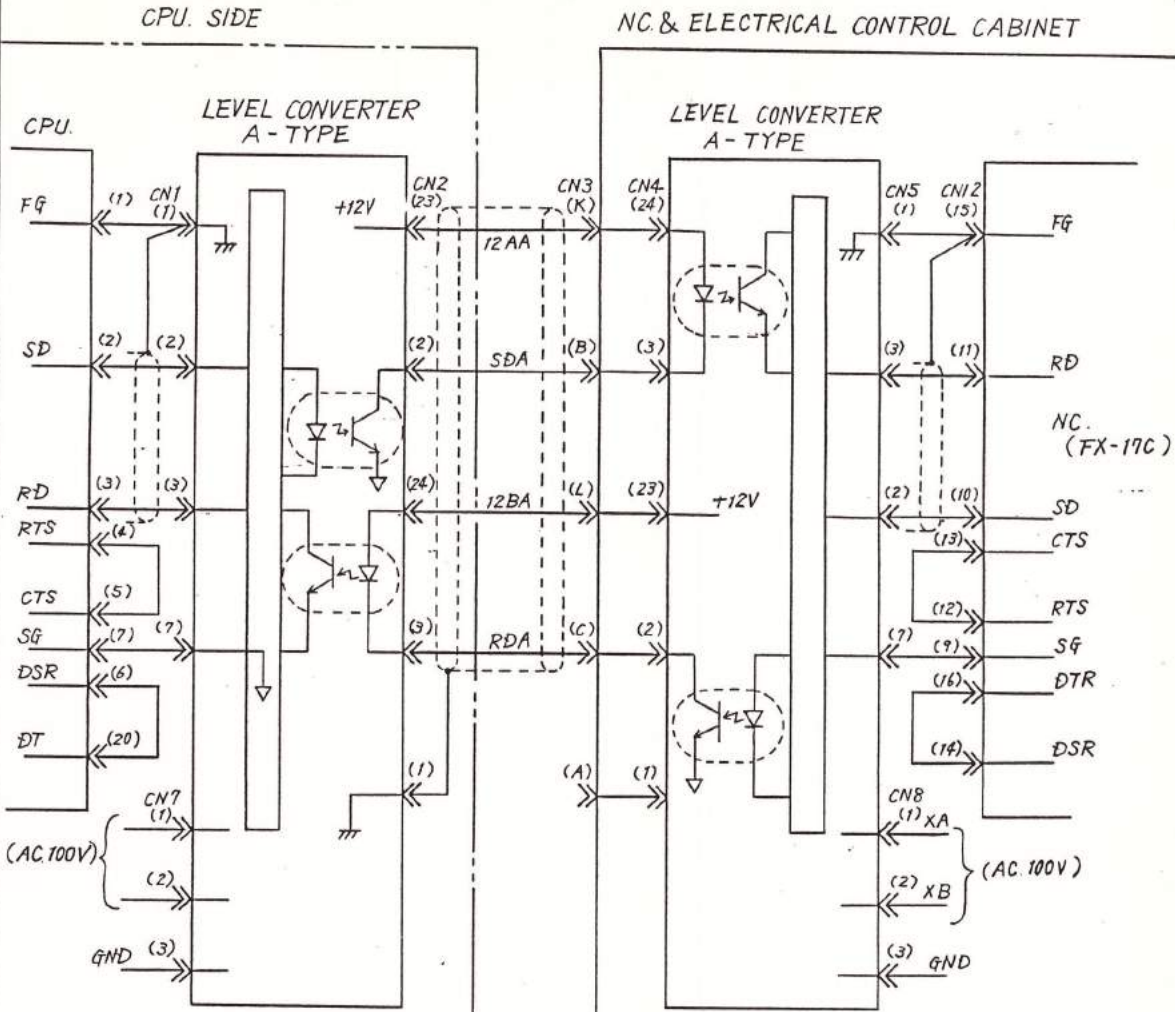 CPU. SIDE
NC. & ELECTRICAL CONTROL CABINET
CPU.
LEVEL CONVERTER
A-TYPE
FG
(1)
CN1
(1)
SD
(2)
(2)
RD
(3)
(3)
RTS
(4)
CTS
(5)
SG
(7)
(7)
DSR
(6)
DT
(20)
CN7
(1)
(AC. 100V)
(2)
GND
(3)
+12V
CN2
(23)
12AA
CN3
(K)
CN4
(24)
(2)
SDA
(B)
(3)
(24)
12BA
(L)
(23)
+12V
(3)
RDA
(C)
(2)
(1)
(A)
(1)
LEVEL CONVERTER
A-TYPE
CN5
(1)
CN12
(15)
FG
(3)
(11)
RD
NC.
(FX-17C)
(2)
(10)
SD
(13)
CTS
(12)
RTS
(7)
(9)
SG
(16)
DTR
(14)
DSR
CN8
(1)
XA
(AC. 100V)
(2)
XB
(3)
GND